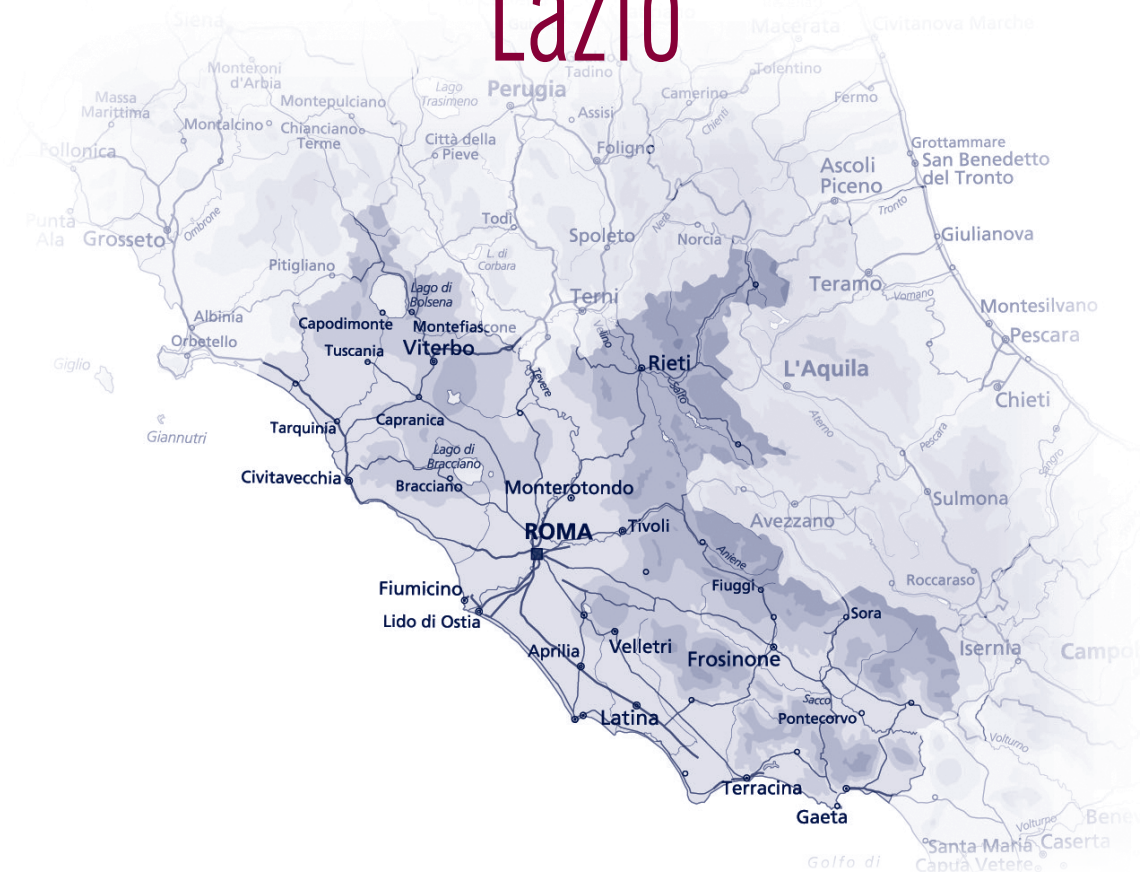 Lazio
Siena
Macerata
Civitanova Marche
Tadino
Tolentino
Monteroni
d'Arbia
Lago
Trasimeno
Perugia
Camerino
Fermo
Massa
Marittima
Montepulciano
Assisi
Chienti
Montalcino
Chianciano
Terme
Città della
Pieve
Foligno
Grottammare
San Benedetto
del Tronto
Follonica
Ascoli
Piceno
Tronto
Punta
Ala
Grosseto
Ombrone
Todi
Spoleto
Nera
Norcia
Giulianova
Pitigliano
L. di
Corbara
Teramo
Vomano
Lago di
Bolsena
Terni
Montesilvano
Albinia
Capodimonte
Montefiascone
Velino
Pescara
Orbetello
Tuscania
Viterbo
Giglio
Tevere
Rieti
Salto
L'Aquila
Chieti
Giannutri
Tarquinia
Capranica
Aterno
Pescara
Sangro
Lago di
Bracciano
Civitavecchia
Bracciano
Monterotondo
Sulmona
ROMA
Tivoli
Avezzano
Aniene
Fiumicino
Fiuggi
Roccaraso
Lido di Ostia
Sora
Aprilia
Velletri
Frosinone
Isernia
Campo
Sacco
Latina
Pontecorvo
Volturno
Terracina
Gaeta
Volturno
Bene
Santa Maria
Capua Vetere
Caserta
Golfo di